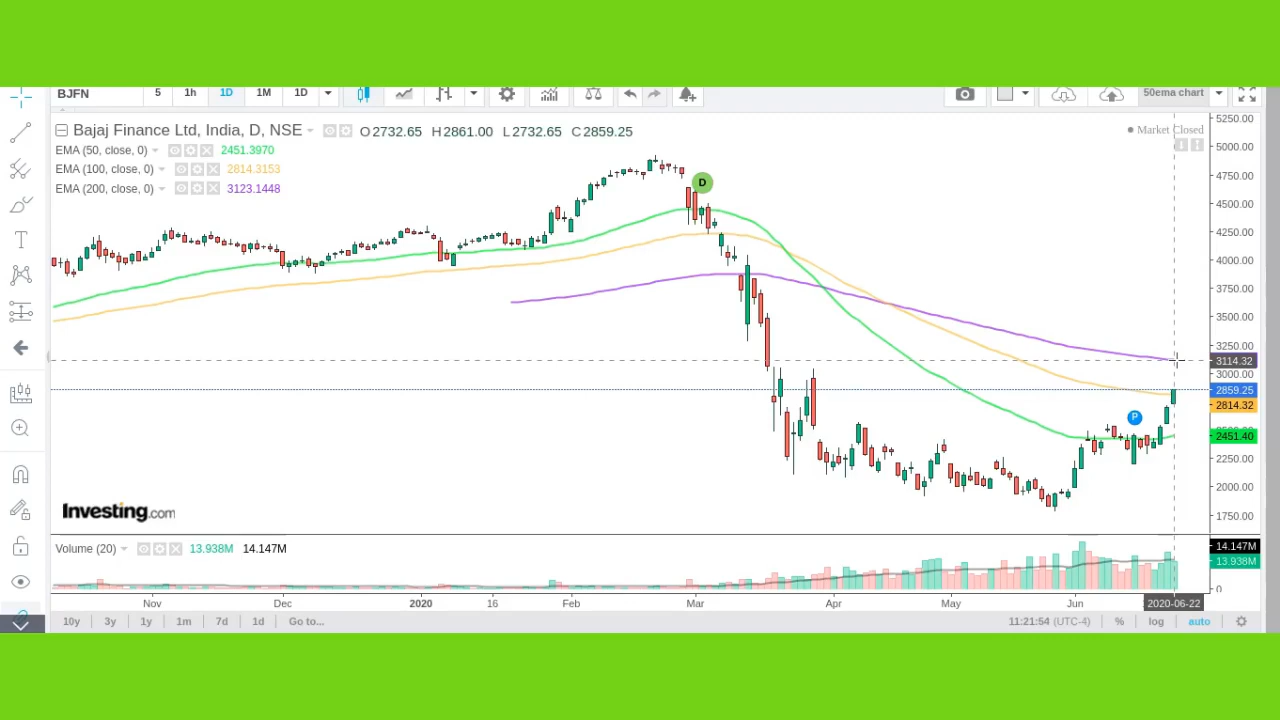 BJFN 5 1h 1D 1M 1D 50ema chart
Bajaj Finance Ltd, India, D, NSE O2732.65 H2861.00 L2732.65 C2859.25
Market Closed
EMA (50, close, 0) 2451.3970
EMA (100, close, 0) 2814.3153
EMA (200, close, 0) 3123.1448
D
P
5250.00
5000.00
4750.00
4500.00
4250.00
4000.00
3750.00
3500.00
3250.00
3114.32
3000.00
2859.25
2814.32
2451.40
2250.00
2000.00
1750.00
Investing.com
Volume (20) 13.938M 14.147M
14.147M
13.938M
0
Nov Dec 2020 16 Feb Mar Apr May Jun 2020-06-22
10y 3y 1y 1m 7d 1d Go to... 11:21:54 (UTC-4) % log auto